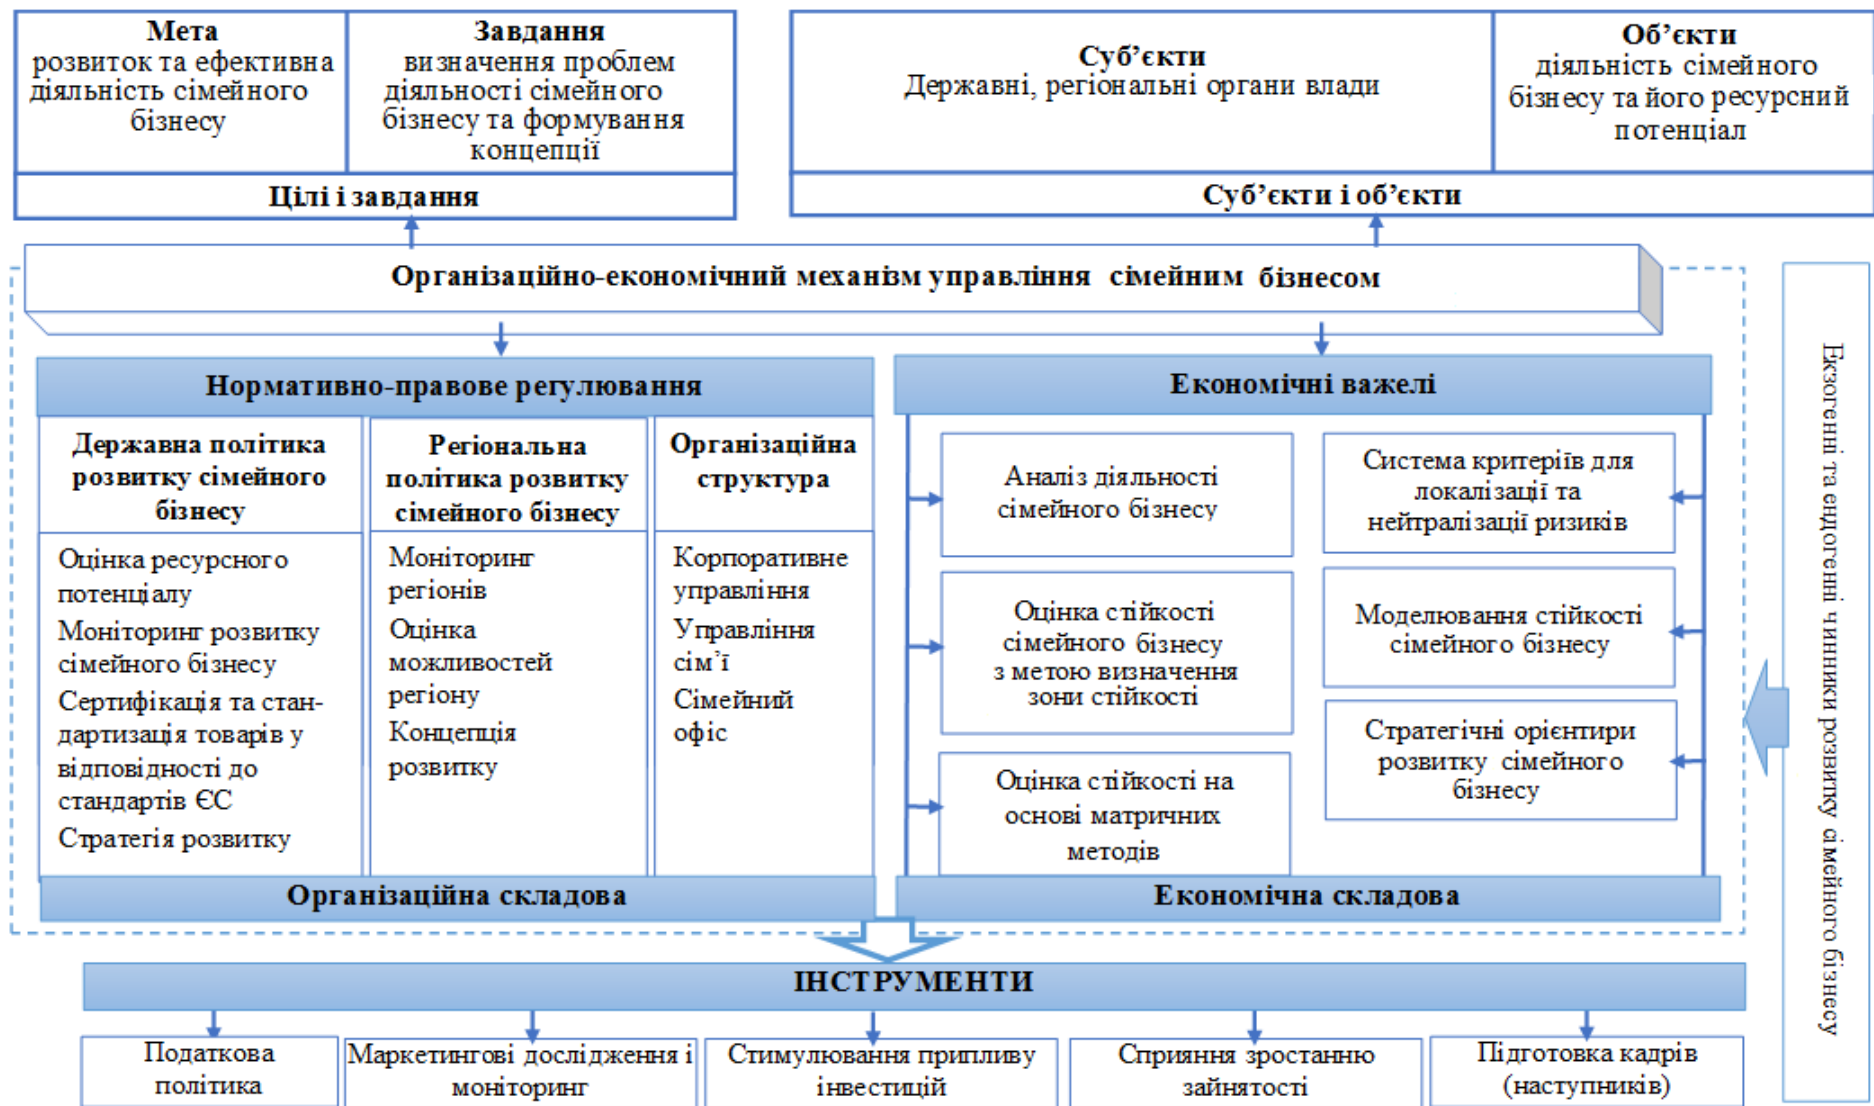 Мета
розвиток та ефективна
діяльність сімейного
бізнесу
Завдання
визначення проблем
діяльності сімейного
бізнесу та формування
концепції
Цілі і завдання
Суб’єкти
Державні, регіональні органи влади
Об’єкти
діяльність сімейного
бізнесу та його ресурсний
потенціал
Суб’єкти і об’єкти
Організаційно-економічний механізм управління сімейним бізнесом
Нормативно-правове регулювання
Державна політика
розвитку сімейного
бізнесу
Оцінка ресурсного
потенціалу
Моніторинг розвитку
сімейного бізнесу
Сертифікація та стан-
дартизація товарів у
відповідності до
стандартів ЄС
Стратегія розвитку
Регіональна
політика розвитку
сімейного бізнесу
Моніторинг
регіонів
Оцінка
можливостей
регіону
Концепція
розвитку
Організаційна
структура
Корпоративне
управління
Управління
сім’ї
Сімейний
офіс
Організаційна складова
Економічні важелі
Аналіз діяльності
сімейного бізнесу
Оцінка стійкості
сімейного бізнесу
з метою визначення
зони стійкості
Оцінка стійкості на
основі матричних
методів
Система критеріїв для
локалізації та
нейтралізації ризиків
Моделювання стійкості
сімейного бізнесу
Стратегічні орієнтири
розвитку сімейного
бізнесу
Економічна складова
Екзогенні та ендогенні чинники розвитку сімейного бізнесу
ІНСТРУМЕНТИ
Податкова
політика
Маркетингові дослідження і
моніторинг
Стимулювання припливу
інвестицій
Сприяння зростанню
зайнятості
Підготовка кадрів
(наступників)